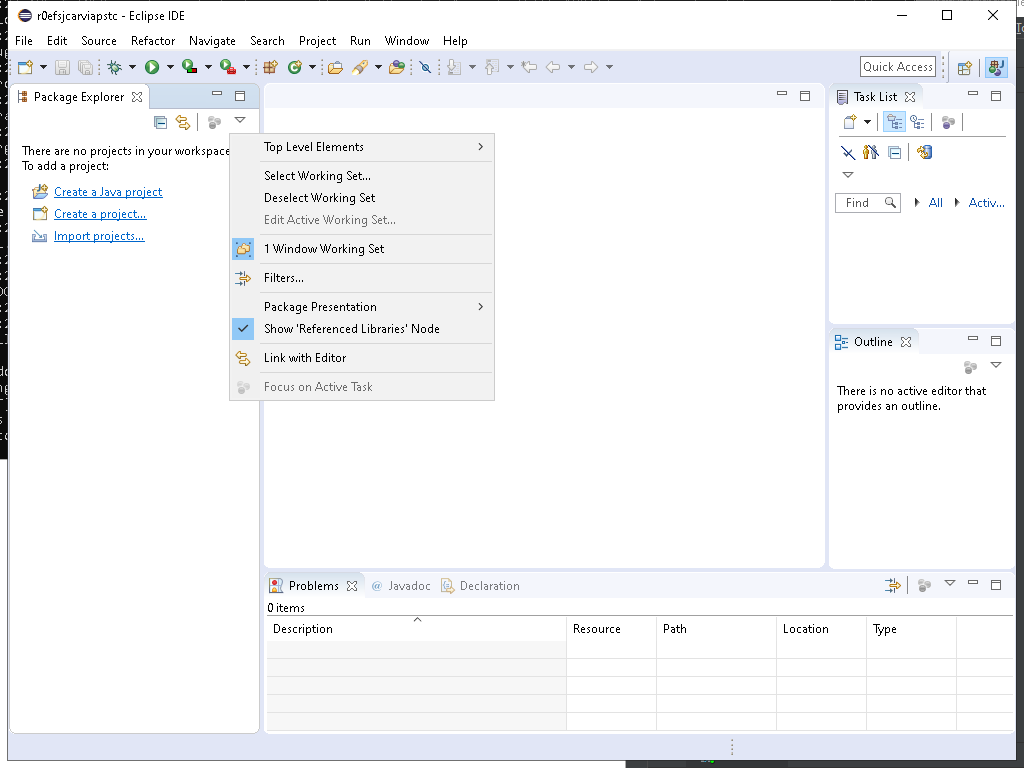 r0efsjcarviapstc - Eclipse IDE
File Edit Source Refactor Navigate Search Project Run Window Help
Quick Access
Package Explorer
There are no projects in your workspace
To add a project:
Create a Java project
Create a project...
Import projects...
Top Level Elements
Select Working Set...
Deselect Working Set
Edit Active Working Set...
1 Window Working Set
Filters...
Package Presentation
Show 'Referenced Libraries' Node
Link with Editor
Focus on Active Task
Task List
Find All Activ...
Outline
There is no active editor that
provides an outline.
Problems @ Javadoc Declaration
0 items
Description Resource Path Location Type